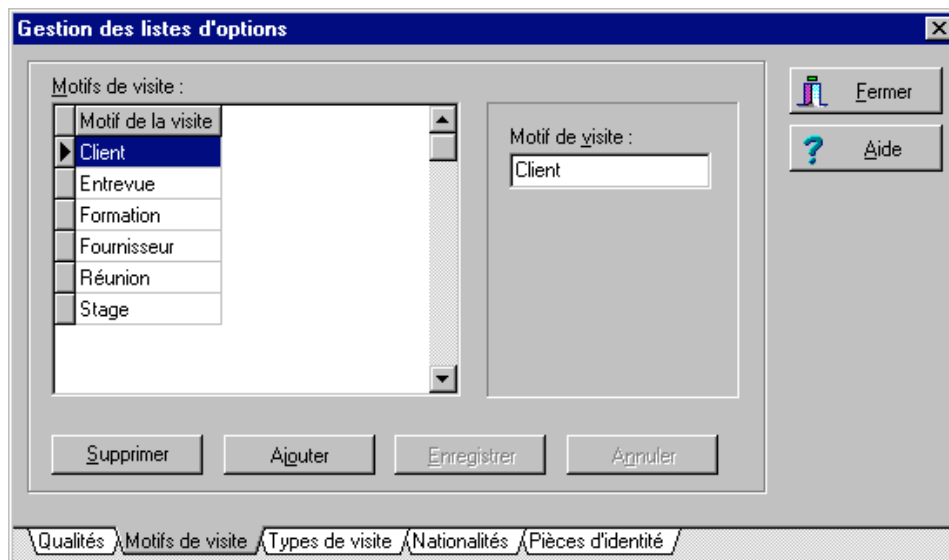 Gestion des listes d'options
Motifs de visite :
Motif de la visite
Client
Entrevue
Formation
Fournisseur
Réunion
Stage
Motif de visite :
Client
Fermer
Aide
Supprimer Ajouter Enregistrer Annuler
Qualités Motifs de visite Types de visite Nationalités Pièces d'identité